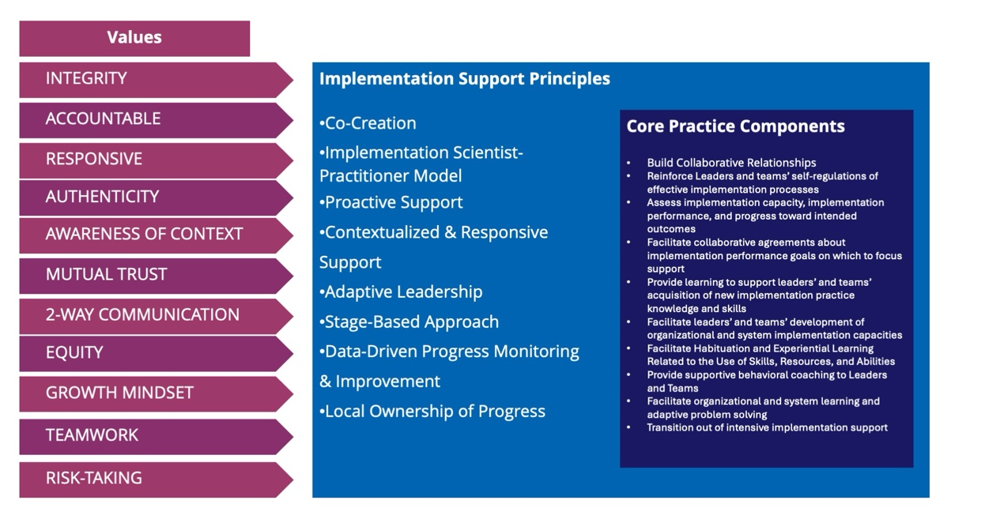 Values
INTEGRITY
ACCOUNTABLE
RESPONSIVE
AUTHENTICITY
AWARENESS OF CONTEXT
MUTUAL TRUST
2-WAY COMMUNICATION
EQUITY
GROWTH MINDSET
TEAMWORK
RISK-TAKING
Implementation Support Principles
•Co-Creation
•Implementation Scientist-
Practitioner Model
•Proactive Support
•Contextualized & Responsive
Support
•Adaptive Leadership
•Stage-Based Approach
•Data-Driven Progress Monitoring
& Improvement
•Local Ownership of Progress
Core Practice Components
• Build Collaborative Relationships
• Reinforce Leaders and teams’ self-regulations of
effective implementation processes
• Assess implementation capacity, implementation
performance, and progress toward intended
outcomes
• Facilitate collaborative agreements about
implementation performance goals on which to focus
support
• Provide learning to support leaders’ and teams’
acquisition of new implementation practice
knowledge and skills
• Facilitate leaders’ and teams’ development of
organizational and system implementation capacities
• Facilitate Habituation and Experiential Learning
Related to the Use of Skills, Resources, and Abilities
• Provide supportive behavioral coaching to Leaders
and Teams
• Facilitate organizational and system learning and
adaptive problem solving
• Transition out of intensive implementation support